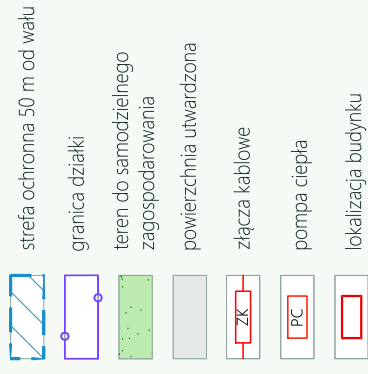 strefa ochronna 50 m od wału
granica działki
teren do samodzielnego
zagospodarowania
powierzchnia utwardzona
ZK
złącza kablowe
PC
pompa ciepła
lokalizacja budynku